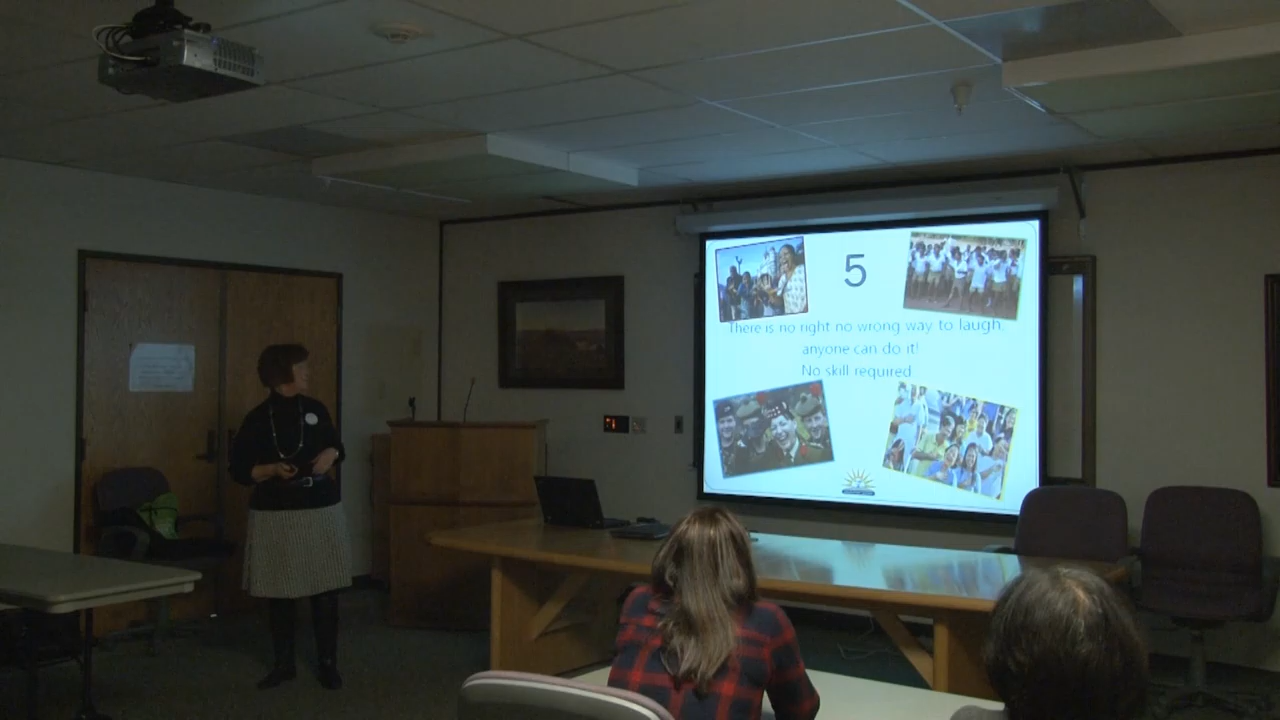 5
There is no right no wrong way to laugh.
anyone can do it!
No skill required